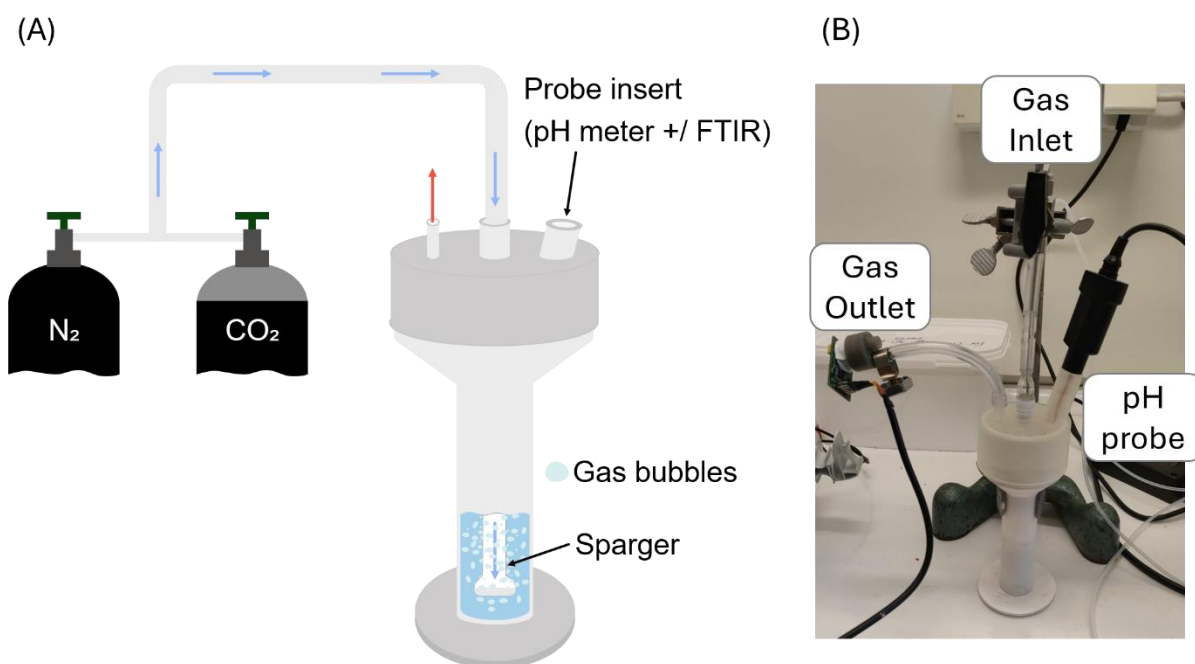 (A)
Probe insert
(pH meter +/ FTIR)
N₂
CO₂
Gas bubbles
Sparger
(B)
Gas
Inlet
Gas
Outlet
pH
probe